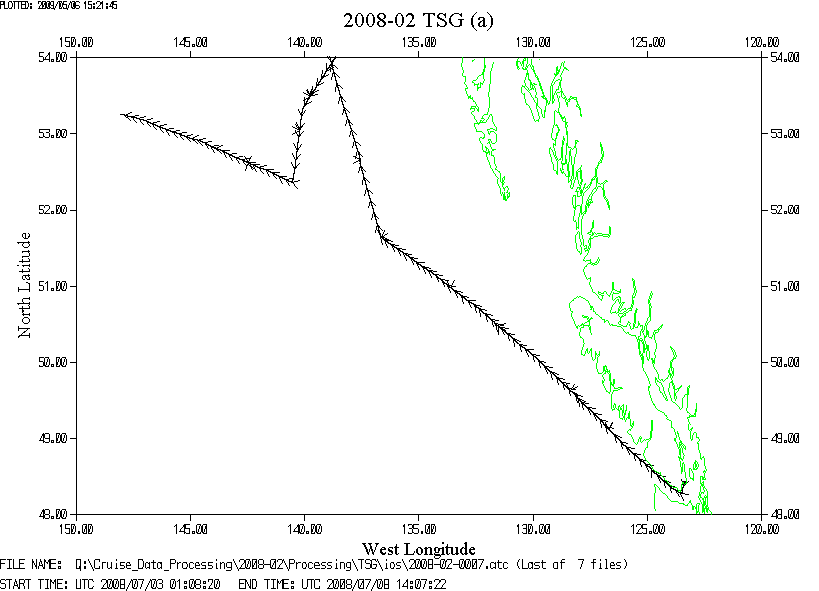 PLOTTED: 2009/05/06 15:21:45
2008-02 TSG (a)
150.00 145.00 140.00 135.00 130.00 125.00 120.00
54.00 54.00
53.00 53.00
52.00 52.00
51.00 51.00
50.00 50.00
49.00 49.00
48.00 48.00
North Latitude
150.00 145.00 140.00 135.00 130.00 125.00 120.00
West Longitude
FILE NAME: Q:\Cruise_Data_Processing\2008-02\Processing\TSG\ios\2008-02-0007.atc (Last of 7 files)
START TIME: UTC 2008/07/03 01:08:20 END TIME: UTC 2008/07/08 14:07:22